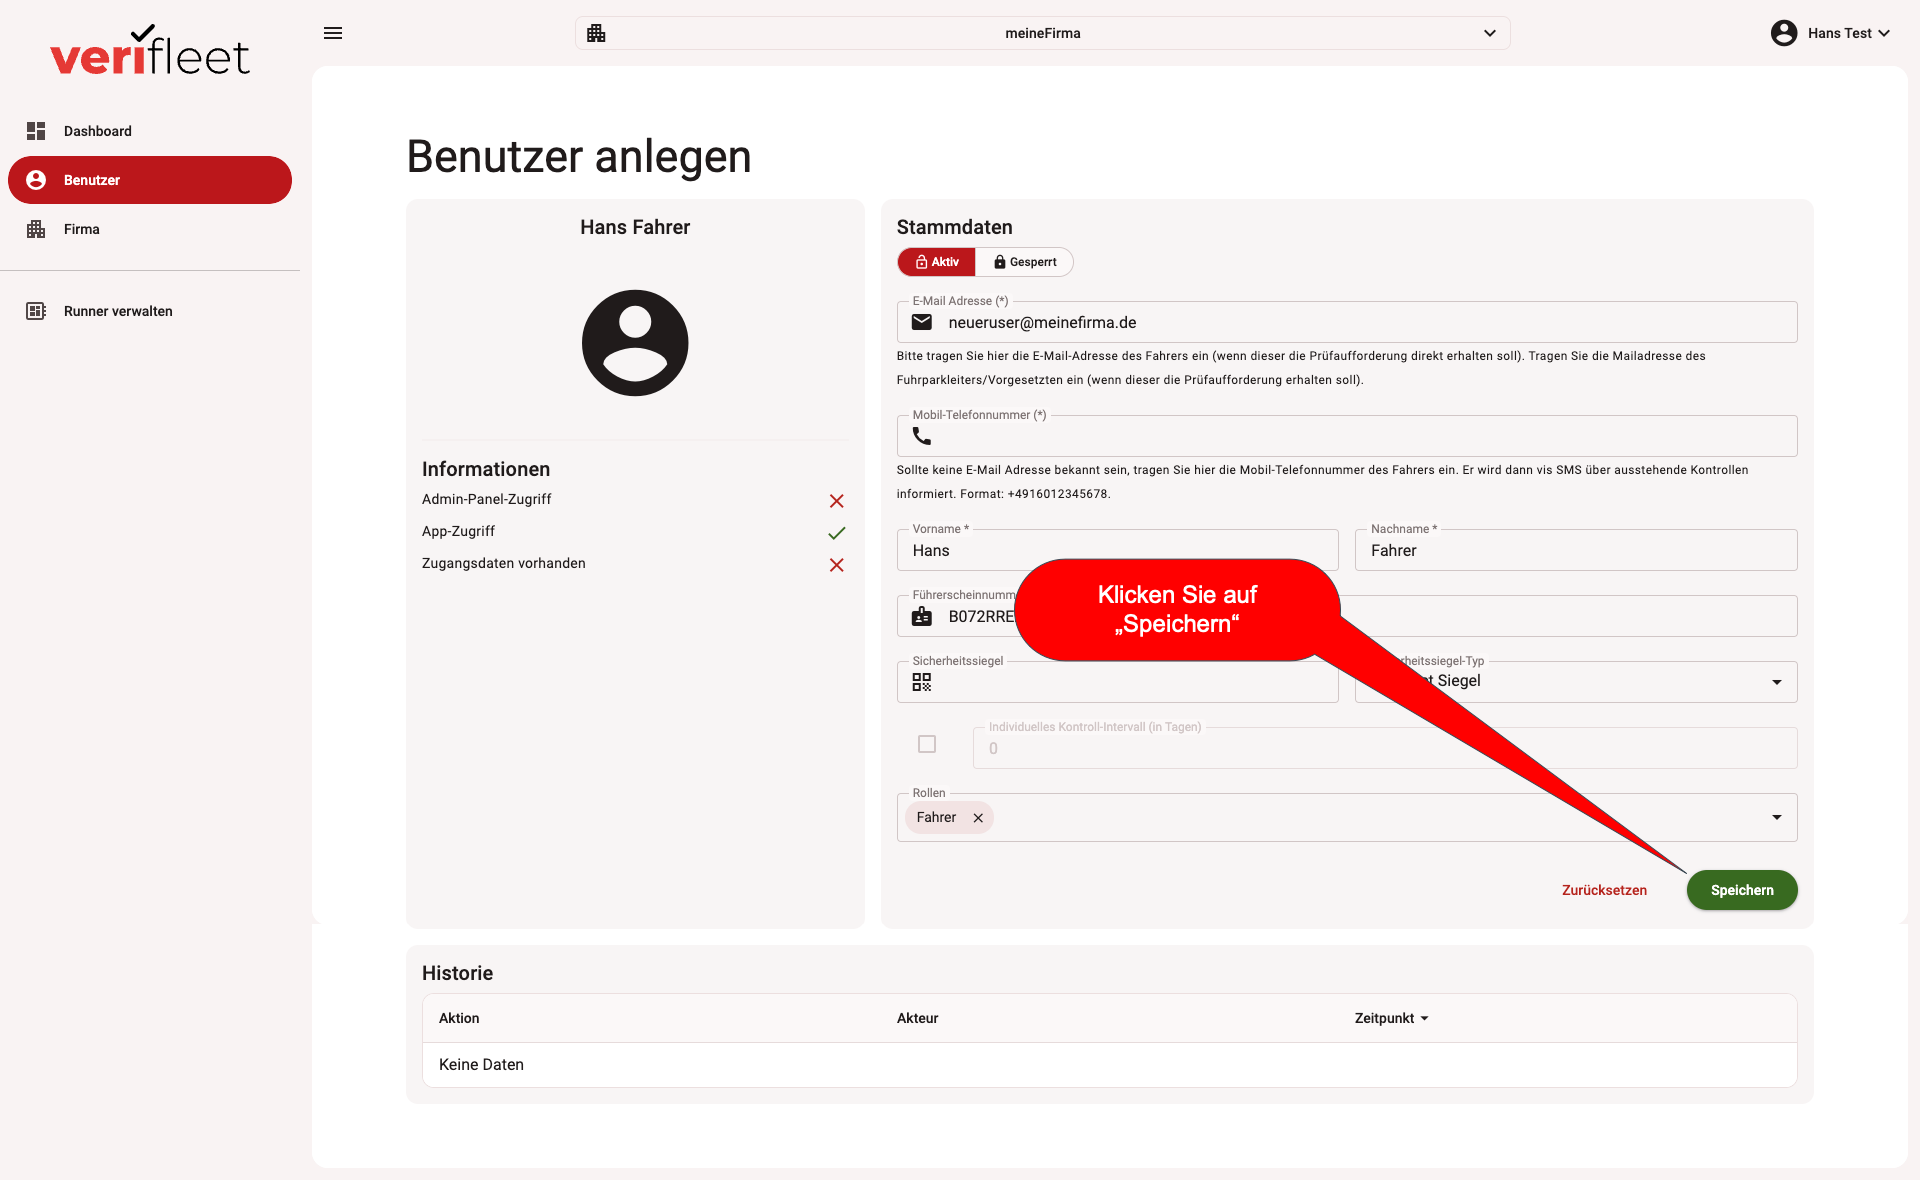 verifleet
meineFirma
Hans Test
Dashboard
Benutzer
Firma
Runner verwalten
Benutzer anlegen
Hans Fahrer
Informationen
Admin-Panel-Zugriff
App-Zugriff
Zugangsdaten vorhanden
Stammdaten
Aktiv
Gesperrt
E-Mail Adresse (*)
neueruser@meinefirma.de
Bitte tragen Sie hier die E-Mail-Adresse des Fahrers ein (wenn dieser die Prüfaufforderung direkt erhalten soll). Tragen Sie die Mailadresse des
Fuhrparkleiters/Vorgesetzten ein (wenn dieser die Prüfaufforderung erhalten soll).
Mobil-Telefonnummer (*)
Sollte keine E-Mail Adresse bekannt sein, tragen Sie hier die Mobil-Telefonnummer des Fahrers ein. Er wird dann vis SMS über ausstehende Kontrollen
informiert. Format: +4916012345678.
Vorname *
Hans
Nachname *
Fahrer
Klicken Sie auf
„Speichern“
Führerscheinnumm
B072RRE
Sicherheitssiegel
rheitssiegel-Typ
Siegel
Individuelles Kontroll-Intervall (in Tagen)
0
Rollen
Fahrer
Zurücksetzen
Speichern
Historie
Aktion
Akteur
Zeitpunkt
Keine Daten